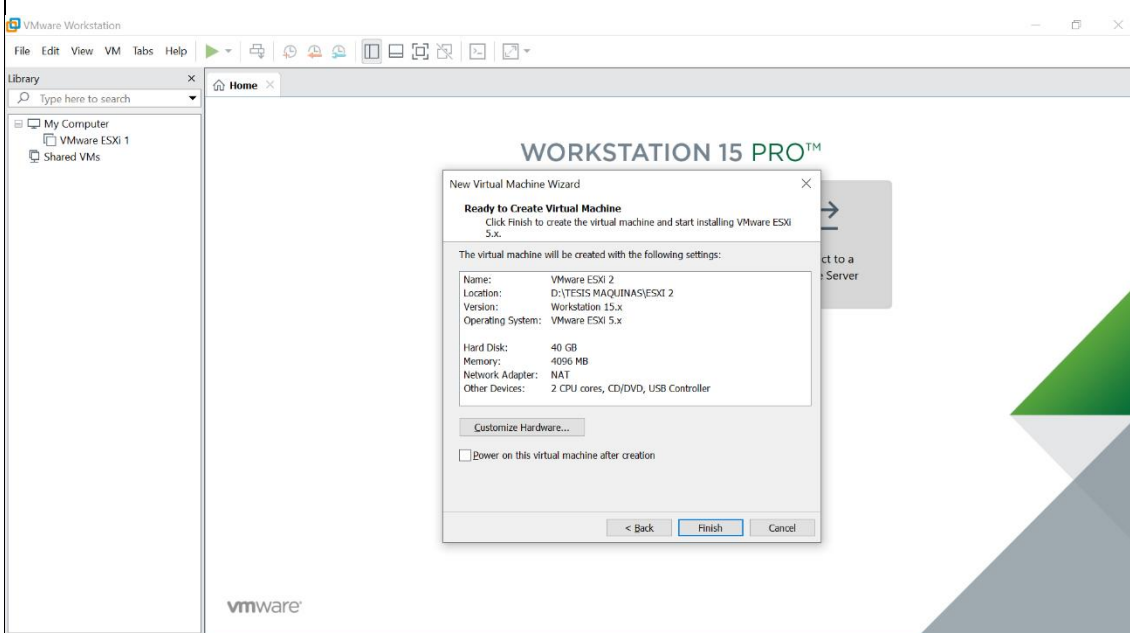 VMware Workstation
File Edit View VM Tabs Help
Library
Home
Type here to search
My Computer
VMware ESXi 1
Shared VMs
WORKSTATION 15 PRO™
ct to a
Server
New Virtual Machine Wizard
Ready to Create Virtual Machine
Click Finish to create the virtual machine and start installing VMware ESXi
5.x.
The virtual machine will be created with the following settings:
Name: VMware ESXi 2
Location: D:\TESIS MAQUINAS\ESXI 2
Version: Workstation 15.x
Operating System: VMware ESXi 5.x
Hard Disk: 40 GB
Memory: 4096 MB
Network Adapter: NAT
Other Devices: 2 CPU cores, CD/DVD, USB Controller
Customize Hardware...
Power on this virtual machine after creation
< Back Finish Cancel
vmware